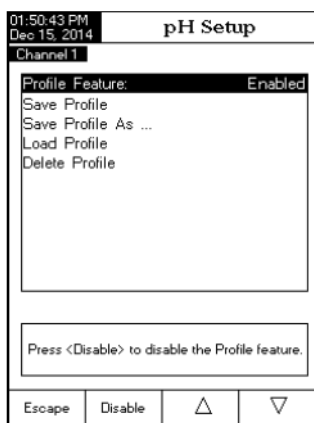 01:50:43 PM
Dec 15, 2014
pH Setup
Channel 1
Profile Feature: Enabled
Save Profile
Save Profile As ...
Load Profile
Delete Profile
Press <Disable> to disable the Profile feature.
Escape Disable △ ▽